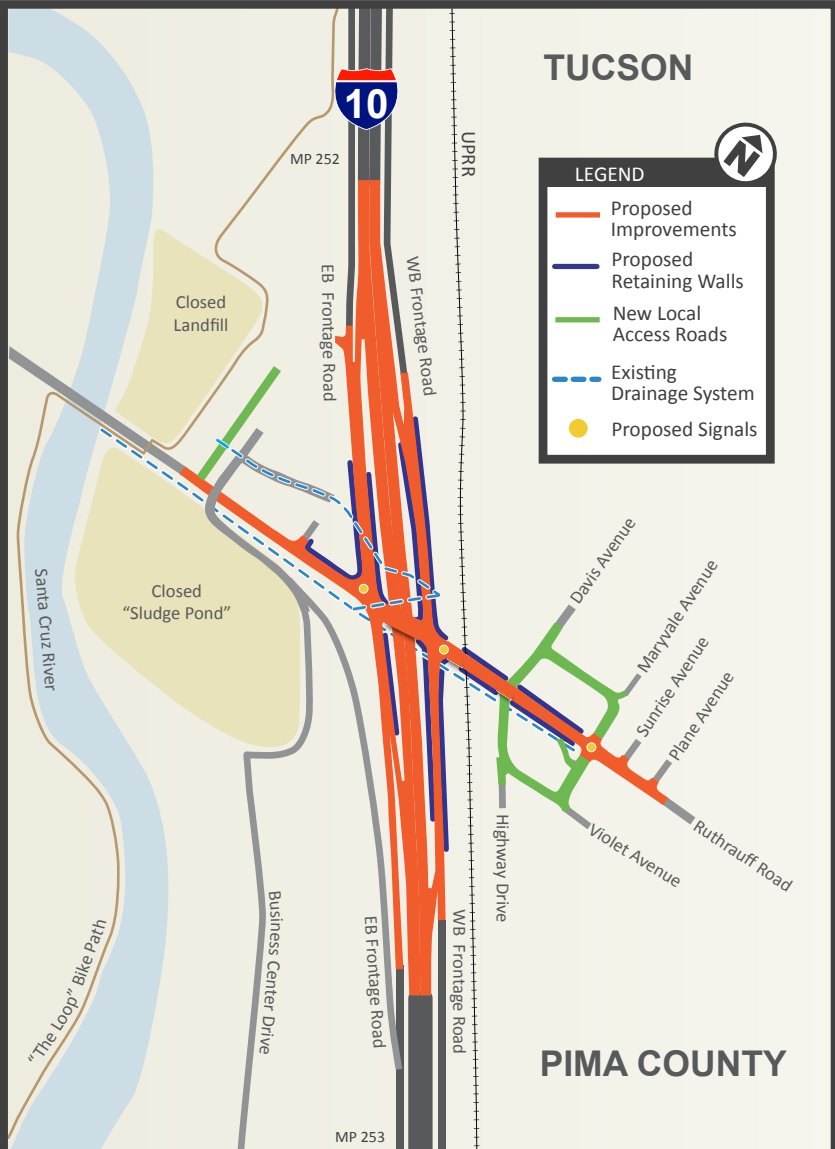 TUCSON
10
MP 252
UPRR
N
LEGEND
Proposed
Improvements
Proposed
Retaining Walls
New Local
Access Roads
Existing
Drainage System
Proposed Signals
EB Frontage Road
WB Frontage Road
Closed
Landfill
Closed
“Sludge Pond”
Santa Cruz River
Davis Avenue
Maryvale Avenue
Sunrise Avenue
Plane Avenue
Ruthrauff Road
Violet Avenue
Highway Drive
Business Center Drive
EB Frontage Road
WB Frontage Road
“The Loop” Bike Path
PIMA COUNTY
MP 253